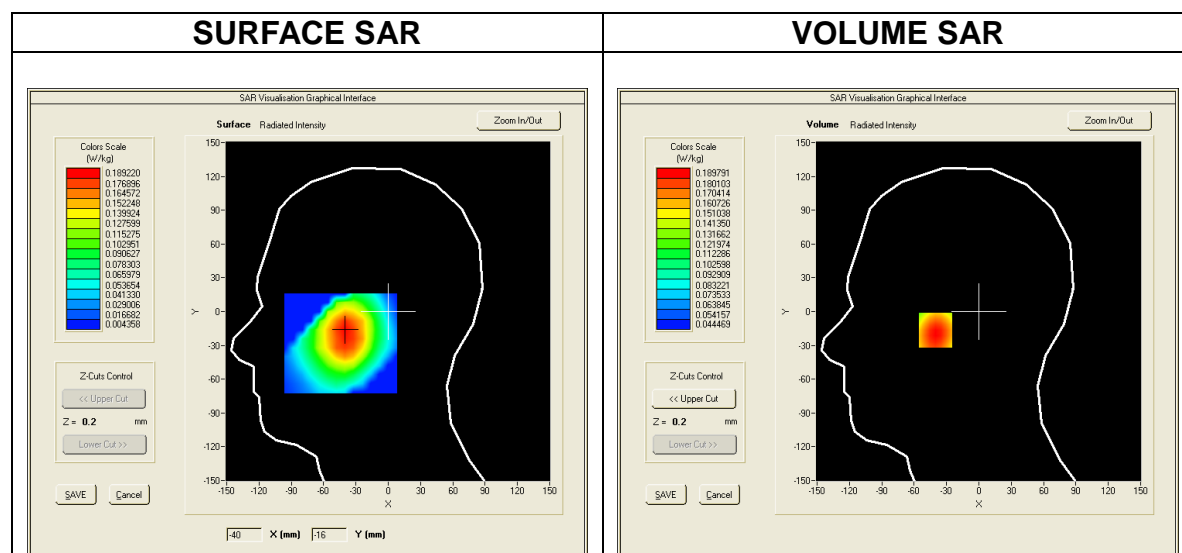 SURFACE SAR
VOLUME SAR
SAR Visualisation Graphical Interface
Surface Radiated Intensity
Zoom In/Out
Colors Scale
(W/kg)
0.189220
0.176896
0.164572
0.152248
0.139924
0.127599
0.115275
0.102951
0.090627
0.078303
0.065979
0.053654
0.041330
0.029006
0.016682
0.004358
150
120
90
60
30
0
-30
-60
-90
-120
-150
Y
-150 -120 -90 -60 -30 0 30 60 90 120 150
X
Z-Cuts Control
<< Upper Cut
Z = 0.2 mm
Lower Cut >>
SAVE Cancel
-40 X (mm) -16 Y (mm)
SAR Visualisation Graphical Interface
Volume Radiated Intensity
Zoom In/Out
Colors Scale
(W/kg)
0.189791
0.180103
0.170414
0.160726
0.151038
0.141350
0.131662
0.121974
0.112286
0.102598
0.092909
0.083221
0.073533
0.063845
0.054157
0.044469
150
120
90
60
30
0
-30
-60
-90
-120
-150
Y
-150 -120 -90 -60 -30 0 30 60 90 120 150
X
Z-Cuts Control
<< Upper Cut
Z = 0.2 mm
Lower Cut >>
SAVE Cancel